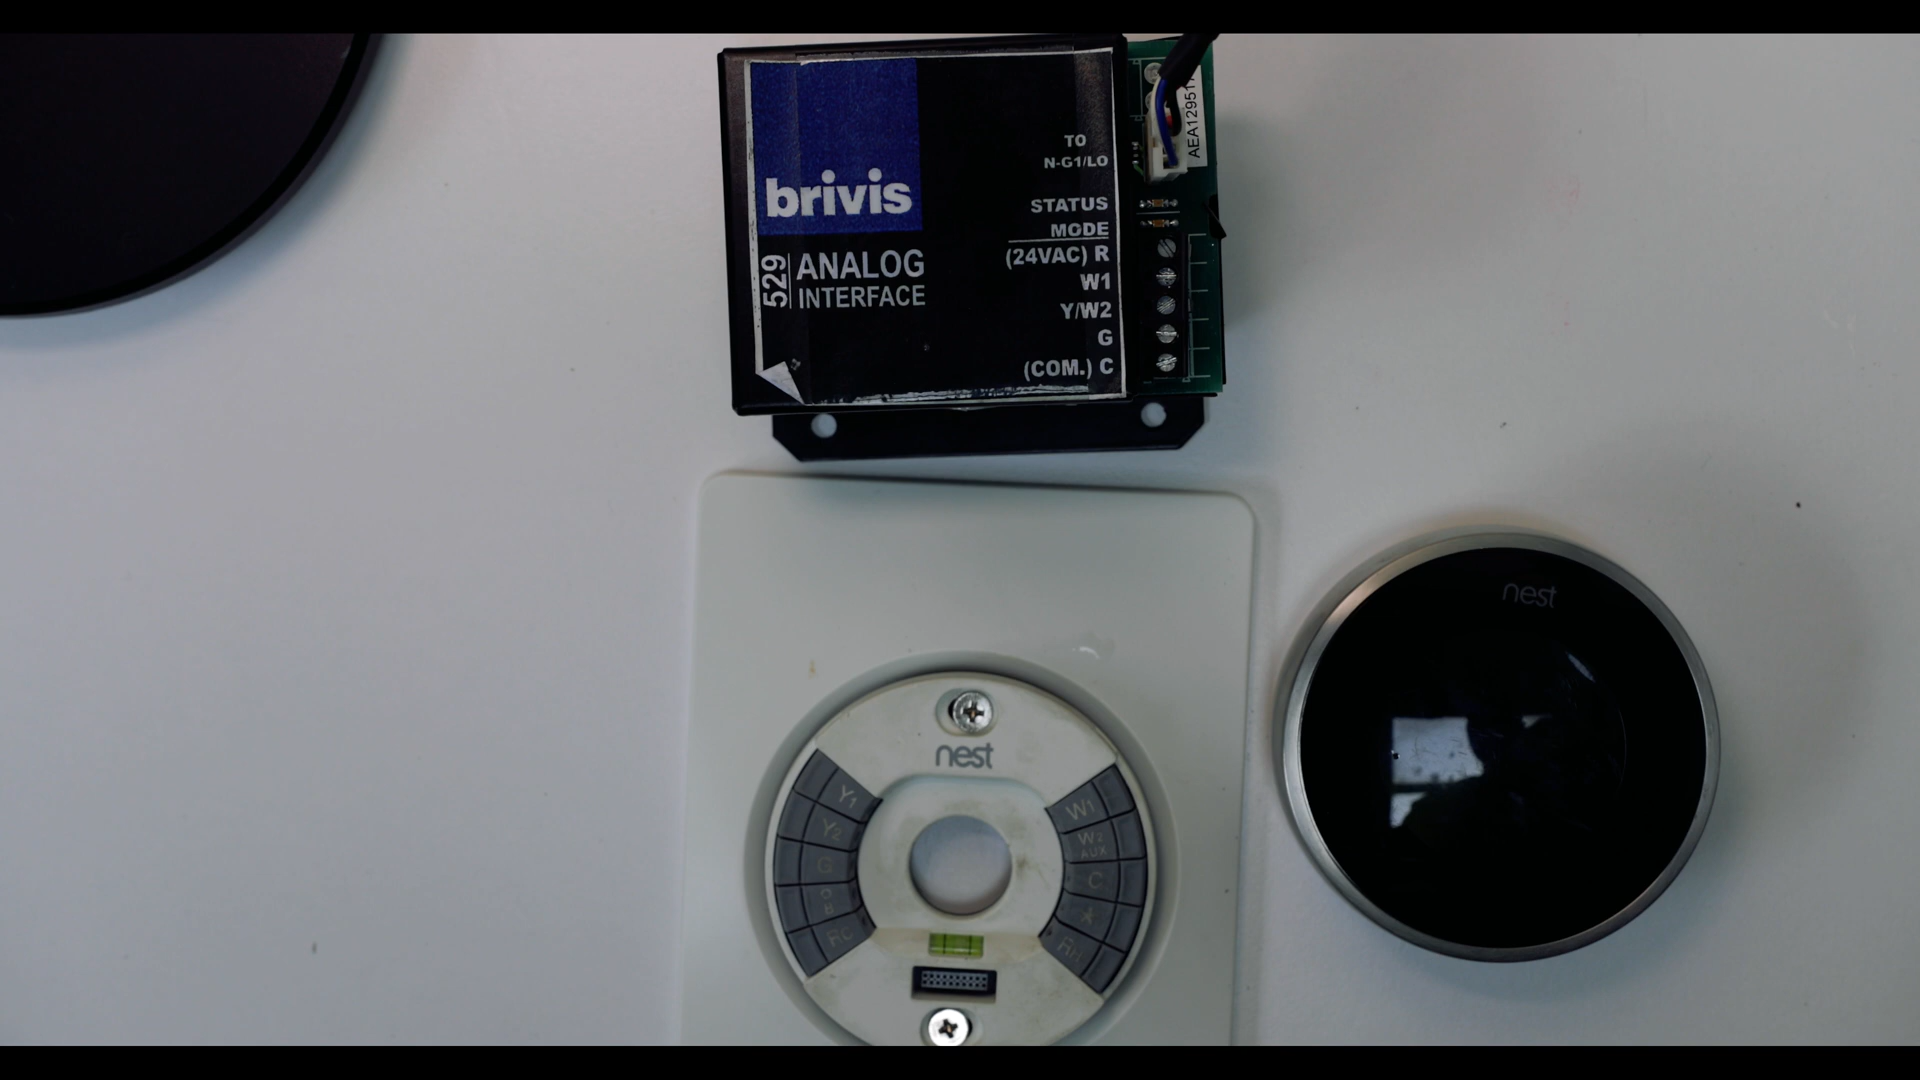 brivis
529
ANALOG
INTERFACE
TO
N-G1/LO
STATUS
MODE
(24VAC) R
W1
Y/W2
G
(COM.) C
AEA12951
nest
nest
Y1
Y2
G
O
B
RC
W1
W2
AUX
C
*
RH